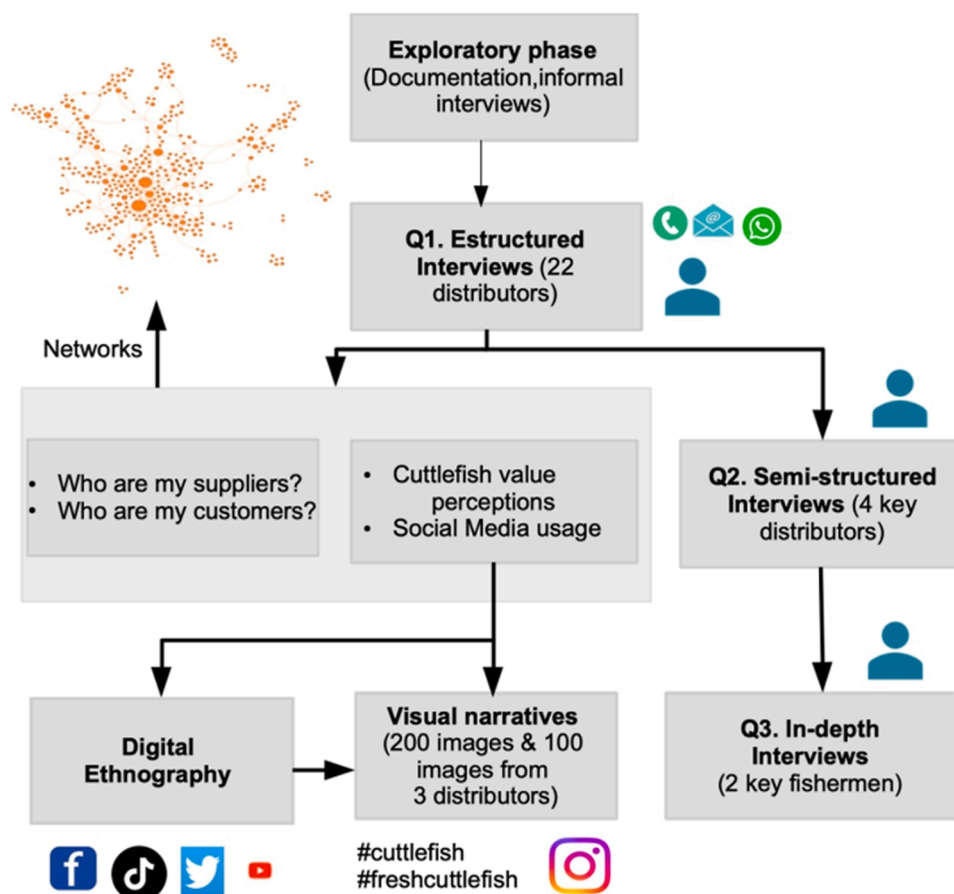 Exploratory phase
(Documentation,informal
interviews)
Q1. Estructured
Interviews (22
distributors)
Networks
• Who are my suppliers?
• Who are my customers?
• Cuttlefish value
perceptions
• Social Media usage
Q2. Semi-structured
Interviews (4 key
distributors)
Digital
Ethnography
Visual narratives
(200 images & 100
images from
3 distributors)
Q3. In-depth
Interviews
(2 key fishermen)
#cuttlefish
#freshcuttlefish